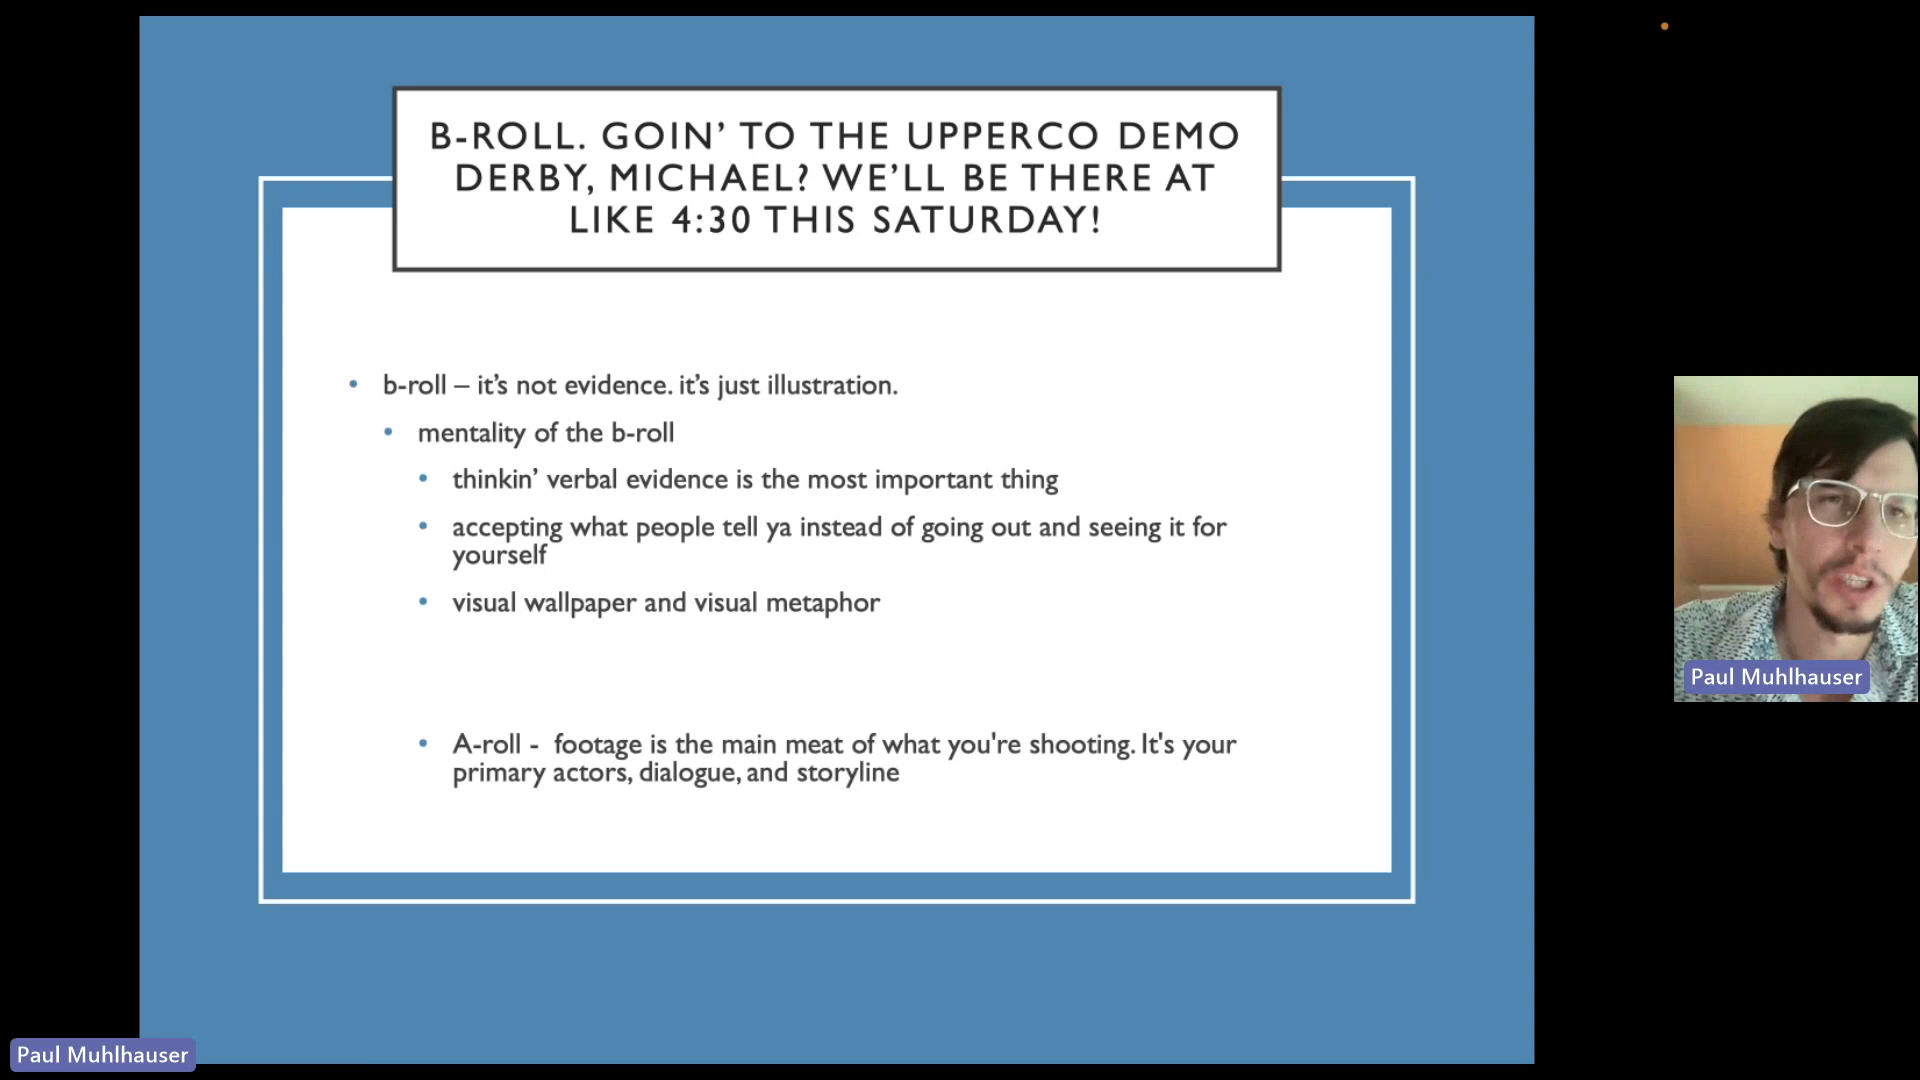 B-ROLL. GOIN’ TO THE UPPERCO DEMO
DERBY, MICHAEL? WE’LL BE THERE AT
LIKE 4:30 THIS SATURDAY!
• b-roll – it’s not evidence. it’s just illustration.
• mentality of the b-roll
• thinkin’ verbal evidence is the most important thing
• accepting what people tell ya instead of going out and seeing it for
yourself
• visual wallpaper and visual metaphor
• A-roll - footage is the main meat of what you're shooting. It's your
primary actors, dialogue, and storyline
Paul Muhlhauser
Paul Muhlhauser